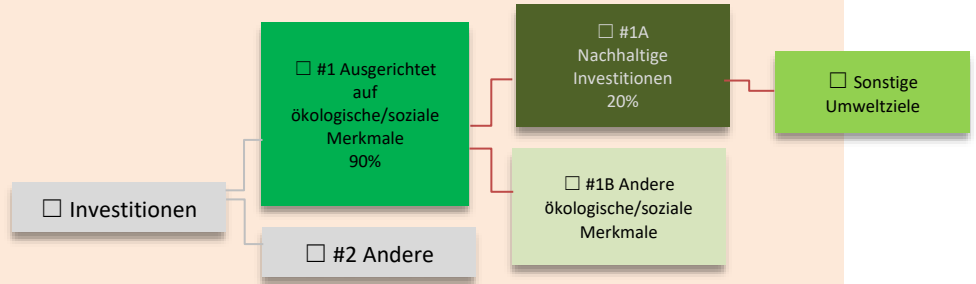 ☐ Investitionen
☐ #1 Ausgerichtet
auf
ökologische/soziale
Merkmale
90%
☐ #2 Andere
☐ #1A
Nachhaltige
Investitionen
20%
☐ #1B Andere
ökologische/soziale
Merkmale
☐ Sonstige
Umweltziele